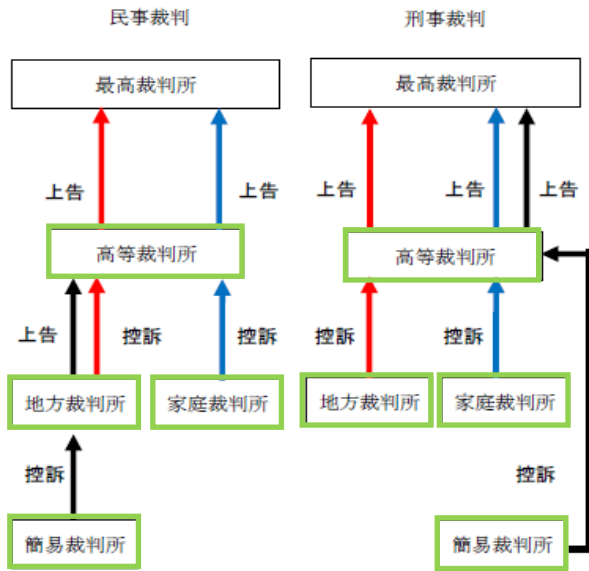 民事裁判
刑事裁判
最高裁判所
最高裁判所
上告
上告
上告
上告
上告
高等裁判所
高等裁判所
上告
控訴
控訴
控訴
控訴
地方裁判所
家庭裁判所
地方裁判所
家庭裁判所
控訴
控訴
簡易裁判所
簡易裁判所